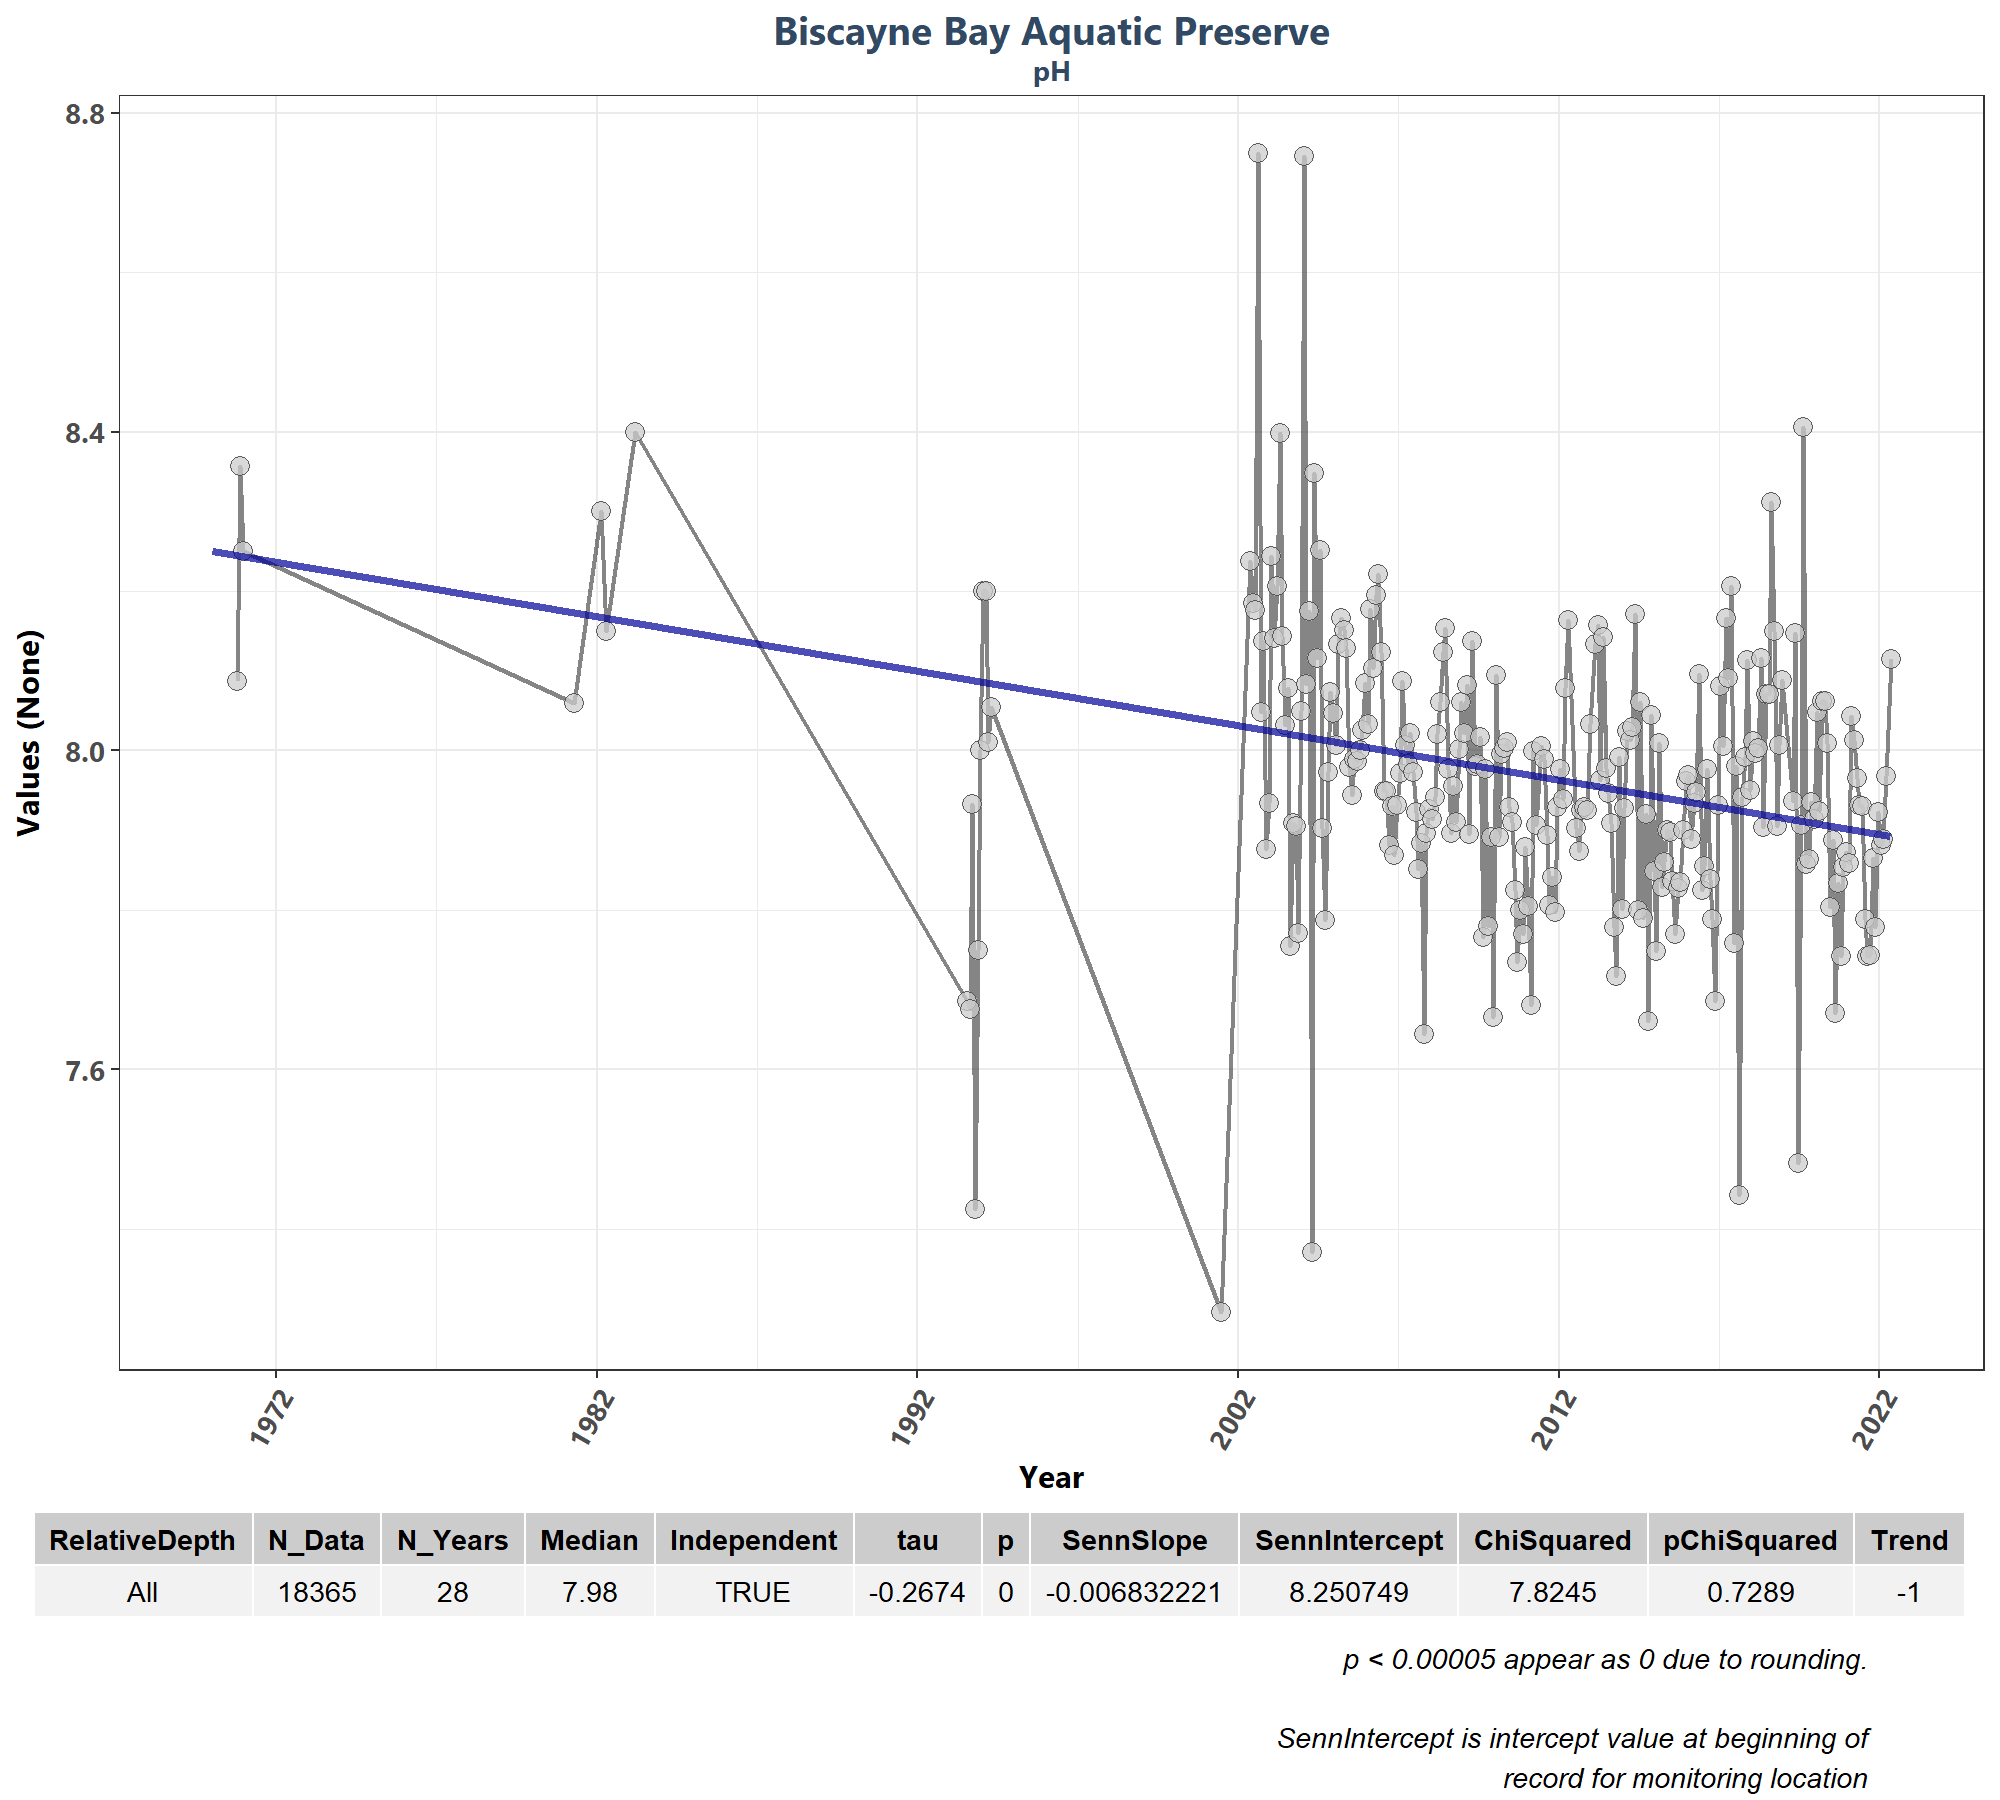 Biscayne Bay Aquatic Preserve
pH
Values (None)
8.8
8.4
8.0
7.6
1972
1982
1992
2002
2012
2022
Year
RelativeDepth N_Data N_Years Median Independent tau p SennSlope SennIntercept ChiSquared pChiSquared Trend
All 18365 28 7.98 TRUE -0.2674 0 -0.006832221 8.250749 7.8245 0.7289 -1
p < 0.00005 appear as 0 due to rounding.
SennIntercept is intercept value at beginning of
record for monitoring location